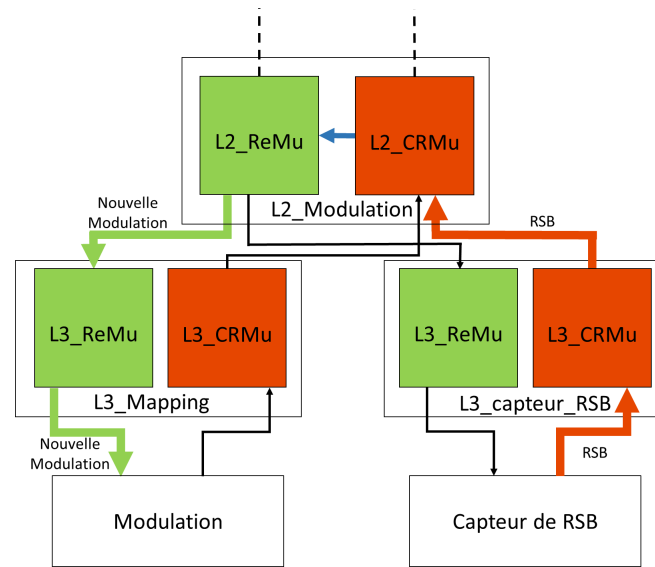 L2_ReMu
L2_CRMu
L2_Modulation
Nouvelle
Modulation
RSB
L3_ReMu
L3_CRMu
L3_Mapping
L3_ReMu
L3_CRMu
L3_capteur_RSB
Nouvelle
Modulation
RSB
Modulation
Capteur de RSB